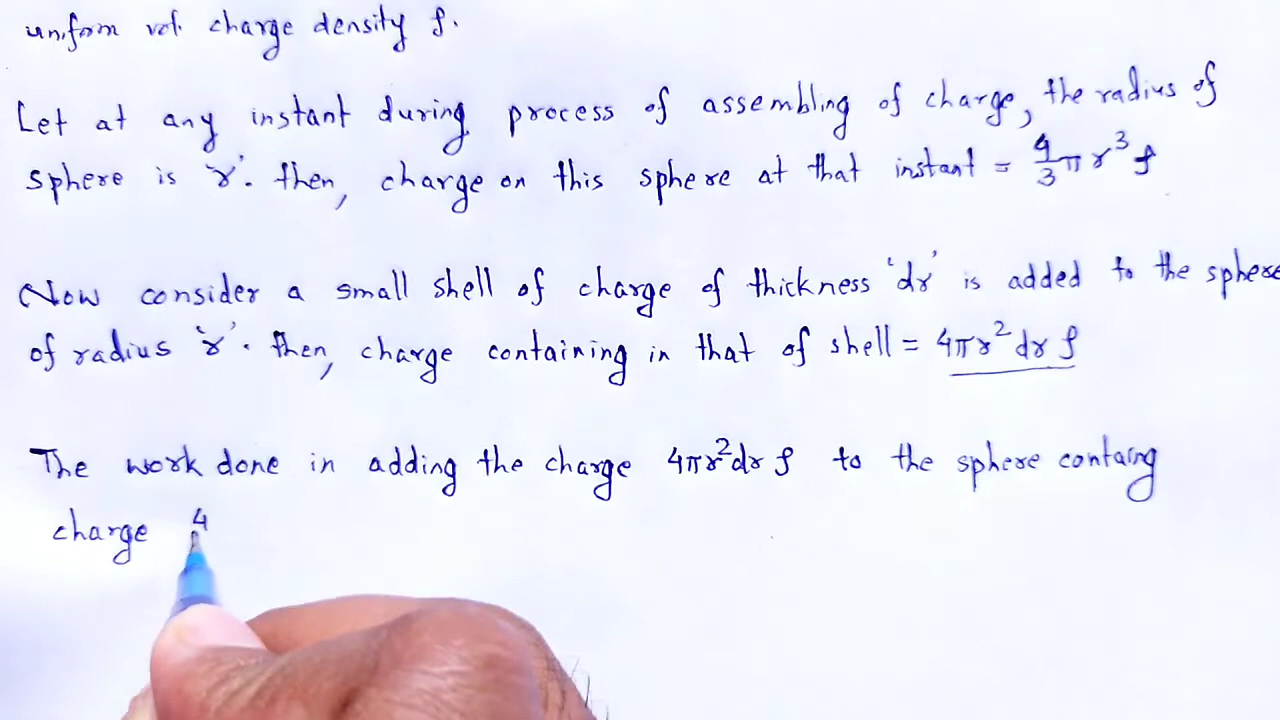 uniform vol. charge density ρ.
Let at any instant during process of assembling of charge, the radius of
sphere is 'r'. then, charge on this sphere at that instant = 4/3 π r³ ρ
Now consider a small shell of charge of thickness 'dr' is added to the sphere
of radius 'r'. then, charge containing in that of shell = 4πr² dr ρ
The work done in adding the charge 4πr²dr ρ to the sphere containg
charge 4